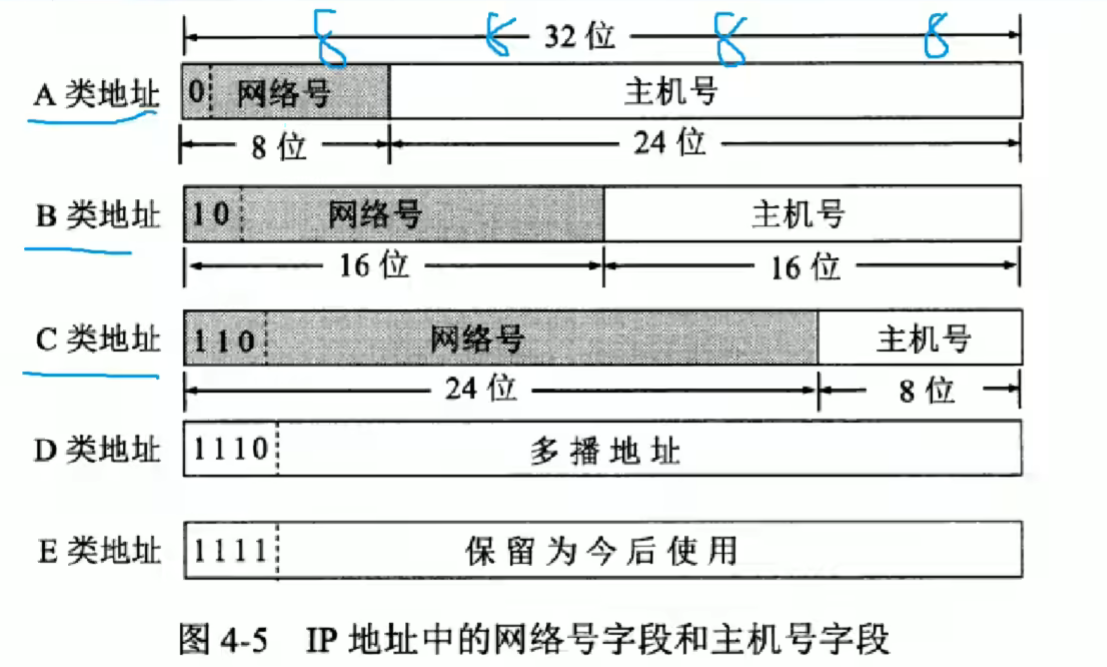 8 8 8 8
32 位
A 类地址 0 网络号 主机号
8 位 24 位
B 类地址 10 网络号 主机号
16 位 16 位
C 类地址 110 网络号 主机号
24 位 8 位
D 类地址 1110 多播地址
E 类地址 1111 保留为今后使用
图 4-5 IP 地址中的网络号字段和主机号字段